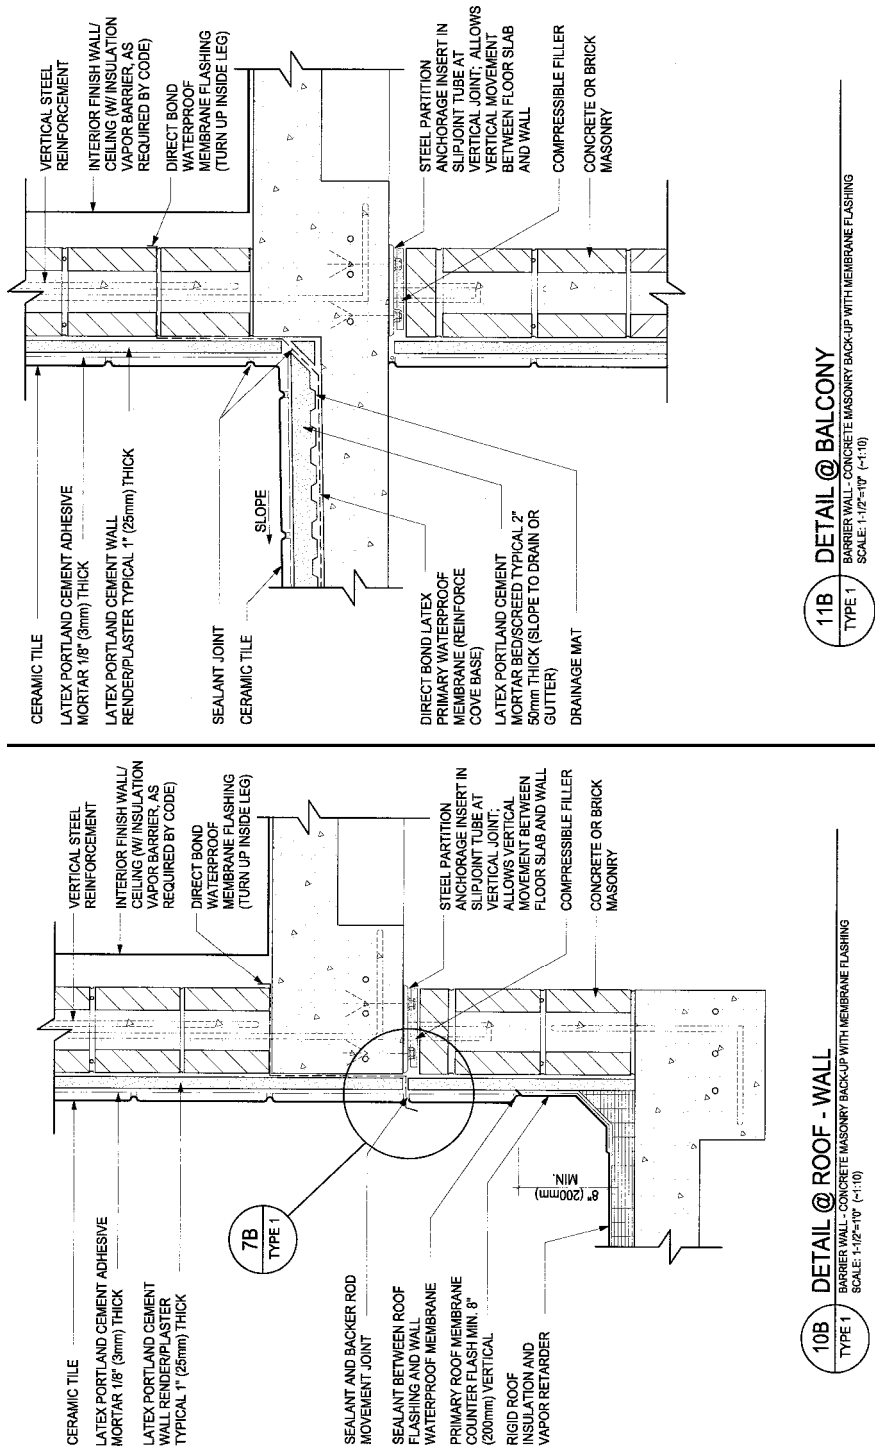 CERAMIC TILE
LATEX PORTLAND CEMENT ADHESIVE
MORTAR 1/8" (3mm) THICK
LATEX PORTLAND CEMENT
WALL RENDER/PLASTER
TYPICAL 1" (25mm) THICK
7B
TYPE 1
SEALANT AND BACKER ROD
MOVEMENT JOINT
SEALANT BETWEEN ROOF
FLASHING AND WALL
WATERPROOF MEMBRANE
PRIMARY ROOF MEMBRANE
COUNTER FLASH MIN. 8"
(200mm) VERTICAL
RIGID ROOF
INSULATION AND
VAPOR RETARDER
8" (200mm)
MIN.
VERTICAL STEEL
REINFORCEMENT
INTERIOR FINISH WALL/
CEILING (W/ INSULATION
VAPOR BARRIER, AS
REQUIRED BY CODE)
DIRECT BOND
WATERPROOF
MEMBRANE FLASHING
(TURN UP INSIDE LEG)
STEEL PARTITION
ANCHORAGE INSERT IN
SLIPJOINT TUBE AT
VERTICAL JOINT;
ALLOWS VERTICAL
MOVEMENT BETWEEN
FLOOR SLAB AND WALL
COMPRESSIBLE FILLER
CONCRETE OR BRICK
MASONRY
10B
TYPE 1
DETAIL @ ROOF - WALL
BARRIER WALL - CONCRETE MASONRY BACK-UP WITH MEMBRANE FLASHING
SCALE: 1-1/2"=1'0" (~1:10)
CERAMIC TILE
LATEX PORTLAND CEMENT ADHESIVE
MORTAR 1/8" (3mm) THICK
LATEX PORTLAND CEMENT WALL
RENDER/PLASTER TYPICAL 1" (25mm) THICK
SEALANT JOINT
CERAMIC TILE
SLOPE
DIRECT BOND LATEX
PRIMARY WATERPROOF
MEMBRANE (REINFORCE
COVE BASE)
LATEX PORTLAND CEMENT
MORTAR BED/SCREED TYPICAL 2"
50mm THICK (SLOPE TO DRAIN OR
GUTTER)
DRAINAGE MAT
VERTICAL STEEL
REINFORCEMENT
INTERIOR FINISH WALL/
CEILING (W/ INSULATION
VAPOR BARRIER, AS
REQUIRED BY CODE)
DIRECT BOND
WATERPROOF
MEMBRANE FLASHING
(TURN UP INSIDE LEG)
STEEL PARTITION
ANCHORAGE INSERT IN
SLIPJOINT TUBE AT
VERTICAL JOINT; ALLOWS
VERTICAL MOVEMENT
BETWEEN FLOOR SLAB
AND WALL
COMPRESSIBLE FILLER
CONCRETE OR BRICK
MASONRY
11B
TYPE 1
DETAIL @ BALCONY
BARRIER WALL - CONCRETE MASONRY BACK-UP WITH MEMBRANE FLASHING
SCALE: 1-1/2"=1'0" (~1:10)